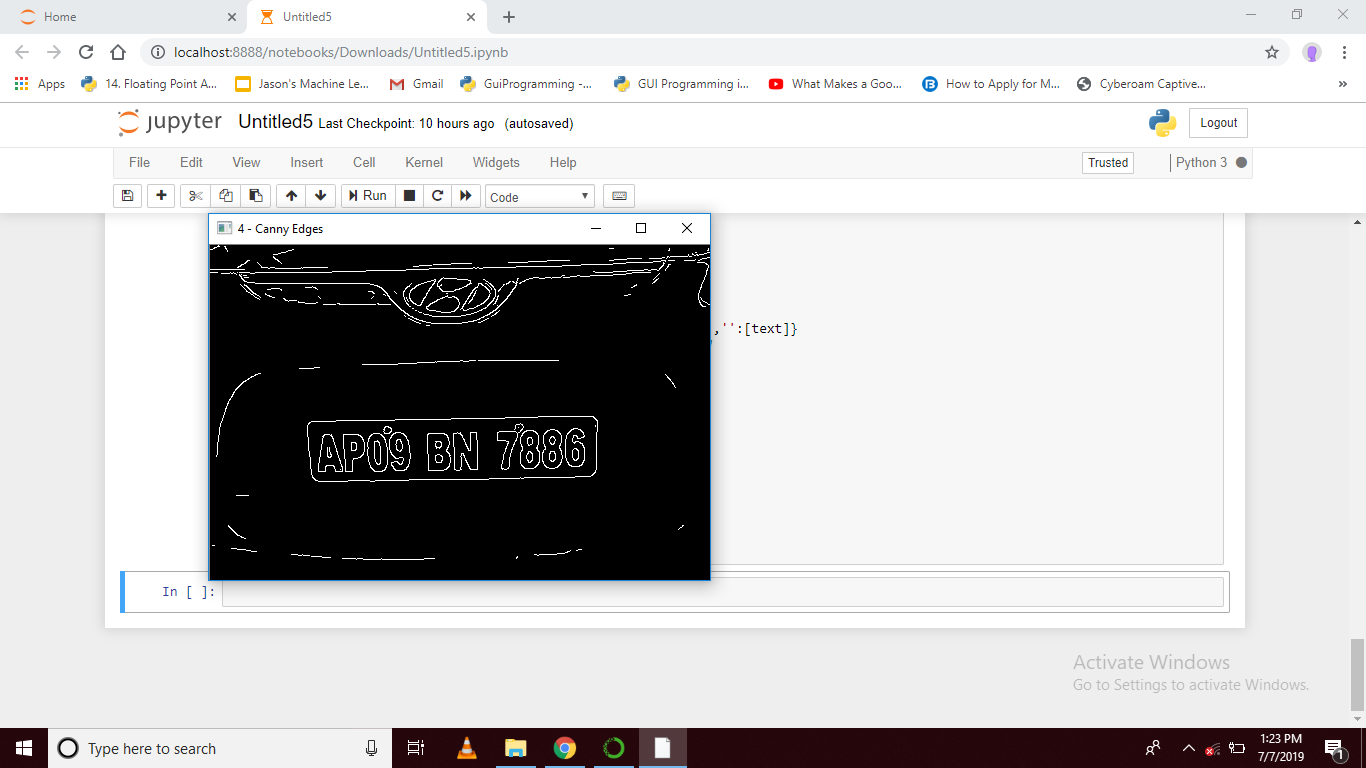 Home
Untitled5
localhost:8888/notebooks/Downloads/Untitled5.ipynb
Apps 14. Floating Point A... Jason's Machine Le... Gmail GuiProgramming -... GUI Programming i... What Makes a Goo... How to Apply for M... Cyberoam Captive... »
jupyter Untitled5 Last Checkpoint: 10 hours ago (autosaved) Logout
File Edit View Insert Cell Kernel Widgets Help Trusted Python 3
Run Code
4 - Canny Edges
,'':[text]}
AP09 BN 7886
In [ ]:
Activate Windows
Go to Settings to activate Windows.
Type here to search
1:23 PM
7/7/2019
1